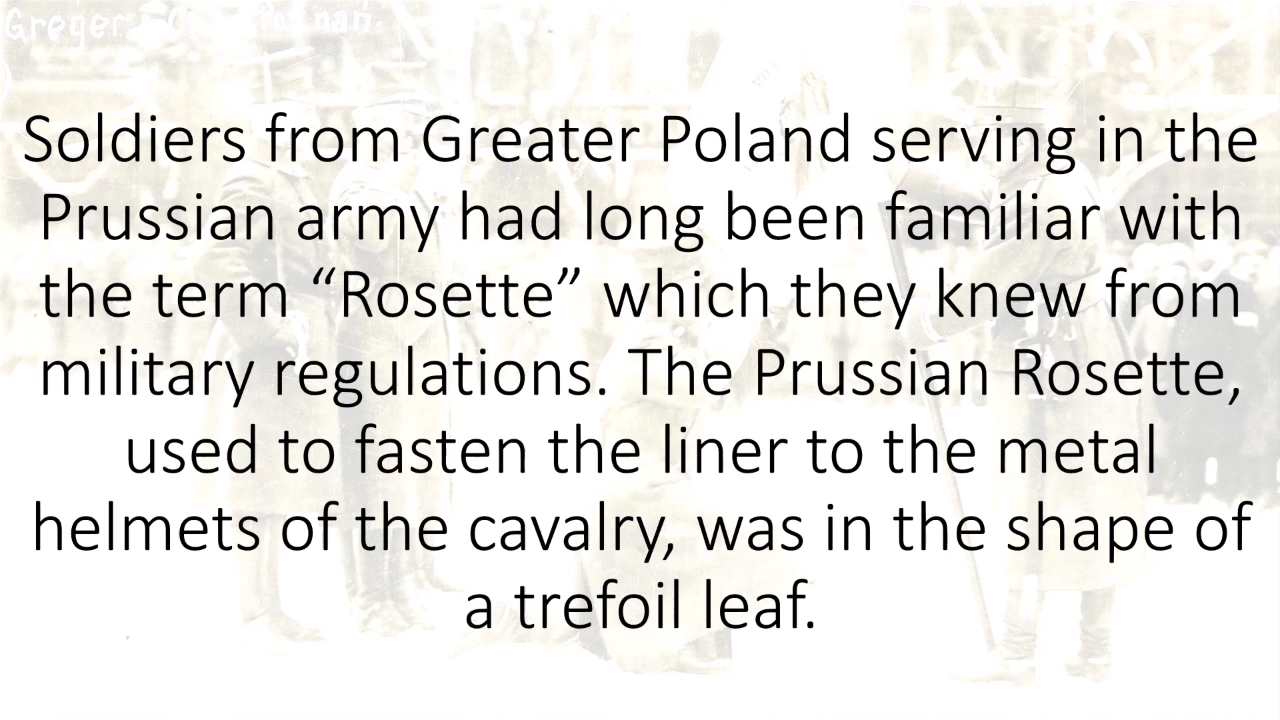 Greger
Soldiers from Greater Poland serving in the
Prussian army had long been familiar with
the term “Rosette” which they knew from
military regulations. The Prussian Rosette,
used to fasten the liner to the metal
helmets of the cavalry, was in the shape of
a trefoil leaf.